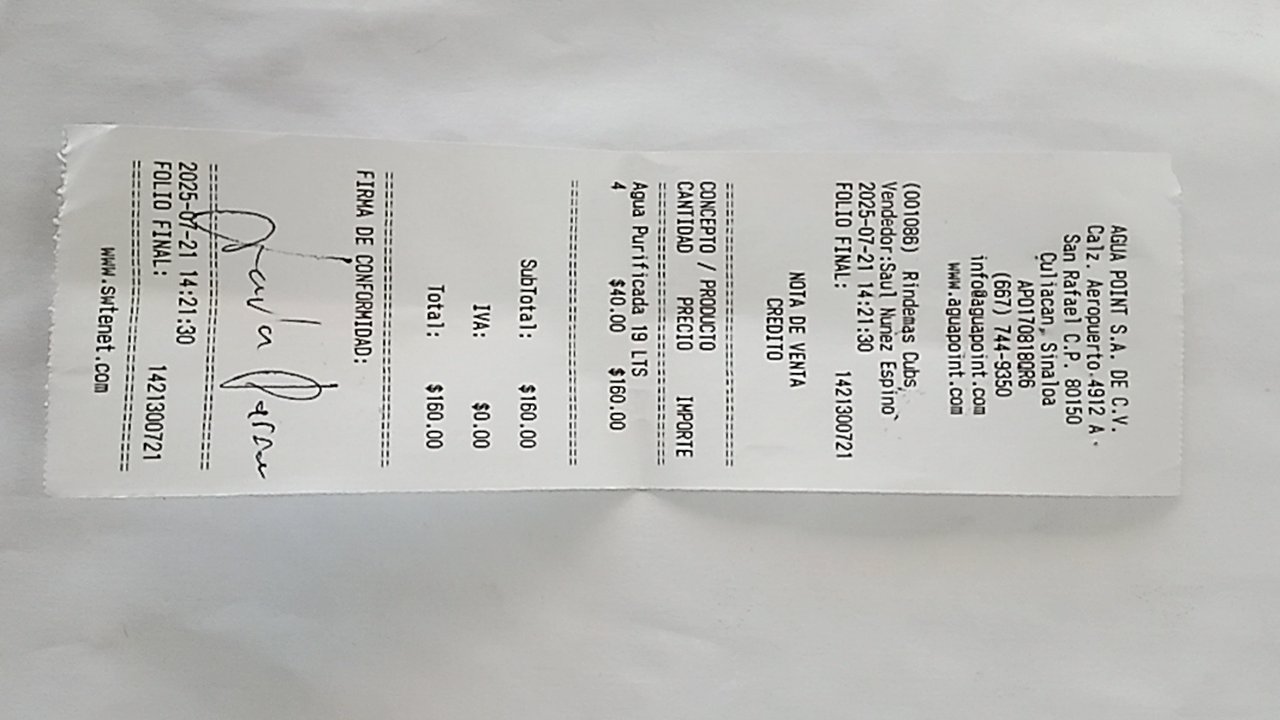 AGUA POINT S.A. DE C.V.
Calz. Aeropuerto 4912 A.
San Rafael C.P. 80150
Culiacan, Sinaloa
APO170818QR6
(667) 744-9350
info@aguapoint.com
www.aguapoint.com
(001086) Rindemas Cubs,
Vendedor:Saul Nunez Espino
2025-07-21 14:21:30
FOLIO FINAL: 1421300721
NOTA DE VENTA
CREDITO
CONCEPTO / PRODUCTO
CANTIDAD PRECIO IMPORTE
Agua Purificada 19 LTS
4 $40.00 $160.00
SubTotal: $160.00
IVA: $0.00
Total: $160.00
FIRMA DE CONFORMIDAD:
2025-07-21 14:21:30
FOLIO FINAL: 1421300721
www.swtenet.com